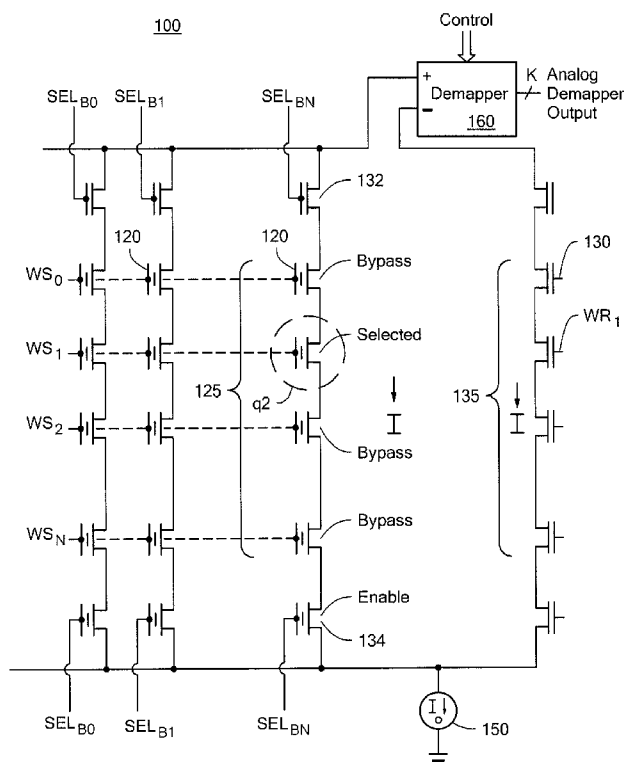 100
Control
K
Analog
Demapper
Output
+
Demapper
−
160
SEL B0
SEL B1
SEL BN
132
120
120
Bypass
130
WS 0
Selected
WR 1
WS 1
125
q2
I
135
I
WS 2
Bypass
Bypass
WS N
Enable
134
SEL B0
SEL B1
SEL BN
I
150